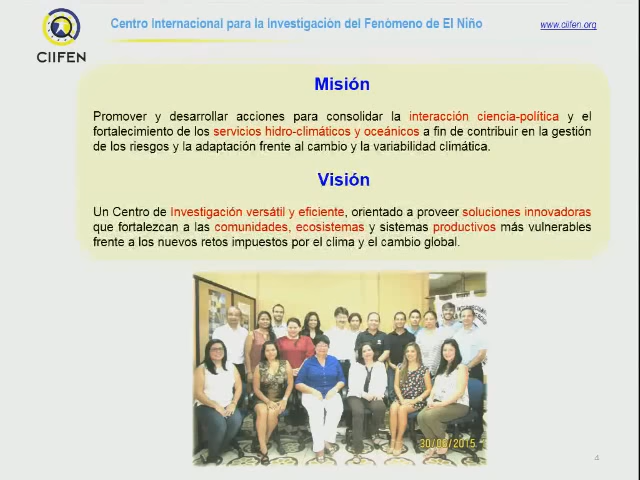 Centro Internacional para la Investigación del Fenómeno de El Niño
www.ciifen.org
CIIFEN
Misión
Promover y desarrollar acciones para consolidar la interacción ciencia-política y el
fortalecimiento de los servicios hidro-climáticos y oceánicos a fin de contribuir en la gestión
de los riesgos y la adaptación frente al cambio y la variabilidad climática.
Visión
Un Centro de Investigación versátil y eficiente, orientado a proveer soluciones innovadoras
que fortalezcan a las comunidades, ecosistemas y sistemas productivos más vulnerables
frente a los nuevos retos impuestos por el clima y el cambio global.
30/06/2015
4